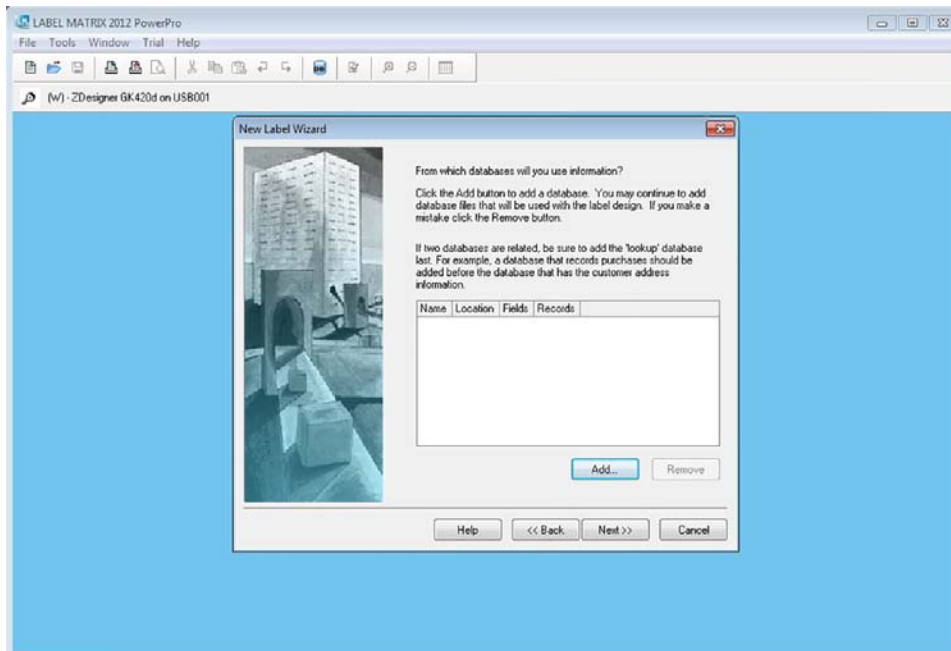 LABEL MATRIX 2012 PowerPro
File Tools Window Trial Help
(W) - ZDesigner GK420d on USB001
New Label Wizard
From which databases will you use information?
Click the Add button to add a database. You may continue to add
database files that will be used with the label design. If you make a
mistake click the Remove button.
If two databases are related, be sure to add the 'lookup' database
last. For example, a database that records purchases should be
added before the database that has the customer address
information.
Name Location Fields Records
Add... Remove
Help << Back Next >> Cancel